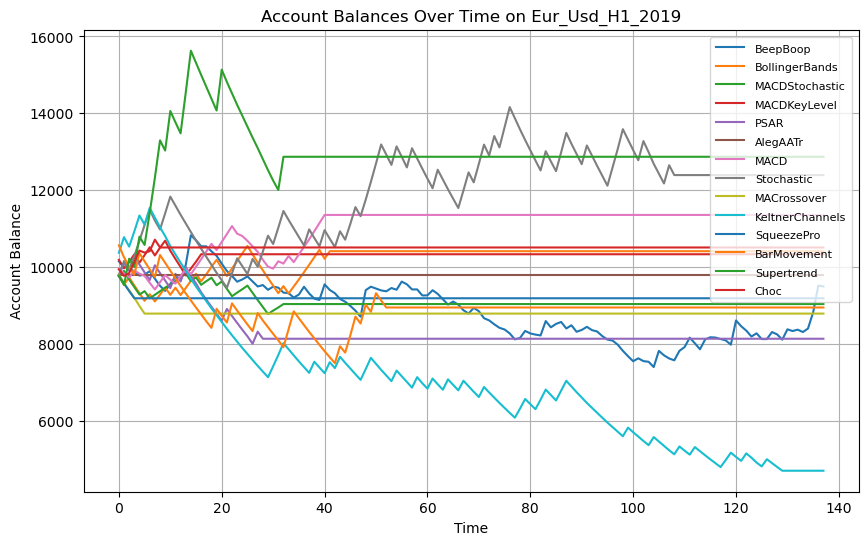 Account Balances Over Time on Eur_Usd_H1_2019
16000
14000
12000
10000
8000
6000
Account Balance
0
20
40
60
80
100
120
140
Time
BeepBoop
BollingerBands
MACDStochastic
MACDKeyLevel
PSAR
AlegAATr
MACD
Stochastic
MACrossover
KeltnerChannels
SqueezePro
BarMovement
Supertrend
Choc